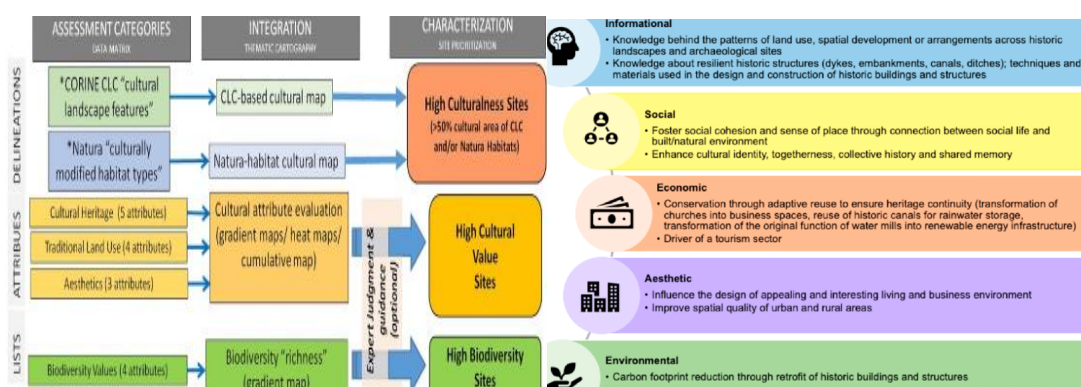 ASSESSMENT CATEGORIES
DATA MATRIX
INTEGRATION
THEMATIC CARTOGRAPHY
CHARACTERIZATION
SITE PRIORITIZATION
DELINEATIONS
*CORINE CLC "cultural
landscape features"
CLC-based cultural map
High Culturalness Sites
(>50% cultural area of CLC
and/or Natura Habitats)
*Natura "culturally
modified habitat types"
Natura-habitat cultural map
ATTRIBUES
Cultural Heritage (5 attributes)
Traditional Land Use (4 attributes)
Aesthetics (3 attributes)
Cultural attribute evaluation
(gradient maps/ heat maps/
cumulative map)
Expert Judgment &
guidance
(optional)
High Cultural
Value
Sites
LISTS
Biodiversity Values (4 attributes)
Biodiversity "richness"
(gradient map)
High Biodiversity
Sites
Informational
• Knowledge behind the patterns of land use, spatial development or arrangements across historic
landscapes and archaeological sites
• Knowledge about resilient historic structures (dykes, embankments, canals, ditches); techniques and
materials used in the design and construction of historic buildings and structures
Social
• Foster social cohesion and sense of place through connection between social life and
built/natural environment
• Enhance cultural identity, togetherness, collective history and shared memory
Economic
• Conservation through adaptive reuse to ensure heritage continuity (transformation of
churches into business spaces, reuse of historic canals for rainwater storage,
transformation of the original function of water mills into renewable energy infrastructure)
• Driver of a tourism sector
Aesthetic
• Influence the design of appealing and interesting living and business environment
• Improve spatial quality of urban and rural areas
Environmental
• Carbon footprint reduction through retrofit of historic buildings and structures